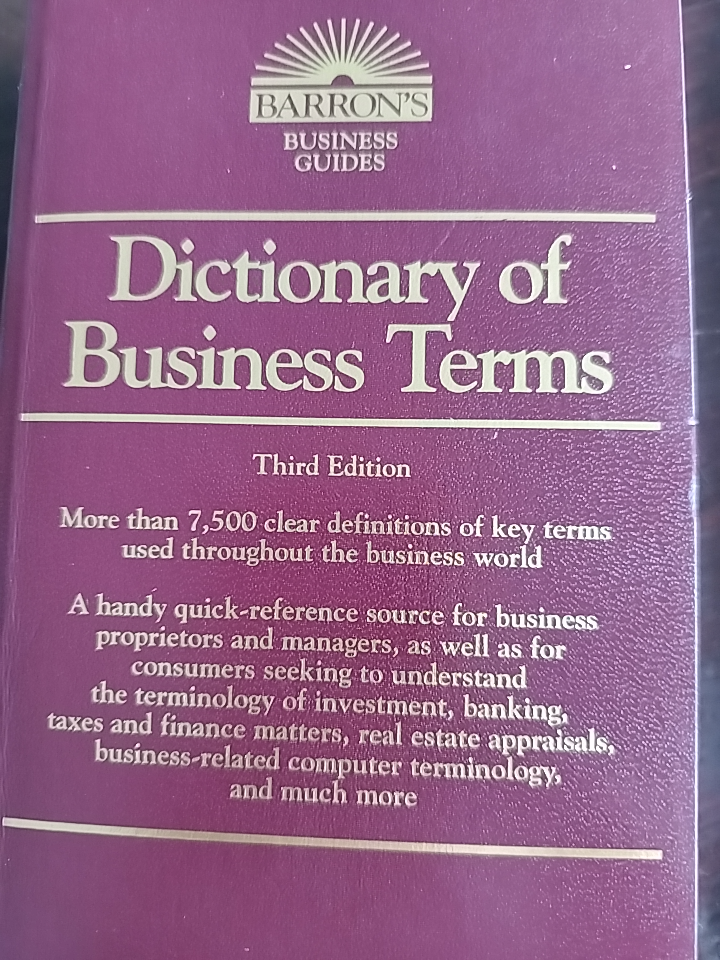 BARRON'S
BUSINESS
GUIDES
Dictionary of
Business Terms
Third Edition
More than 7,500 clear definitions of key terms
used throughout the business world
A handy quick-reference source for business
proprietors and managers, as well as for
consumers seeking to understand
the terminology of investment, banking,
taxes and finance matters, real estate appraisals,
business-related computer terminology,
and much more